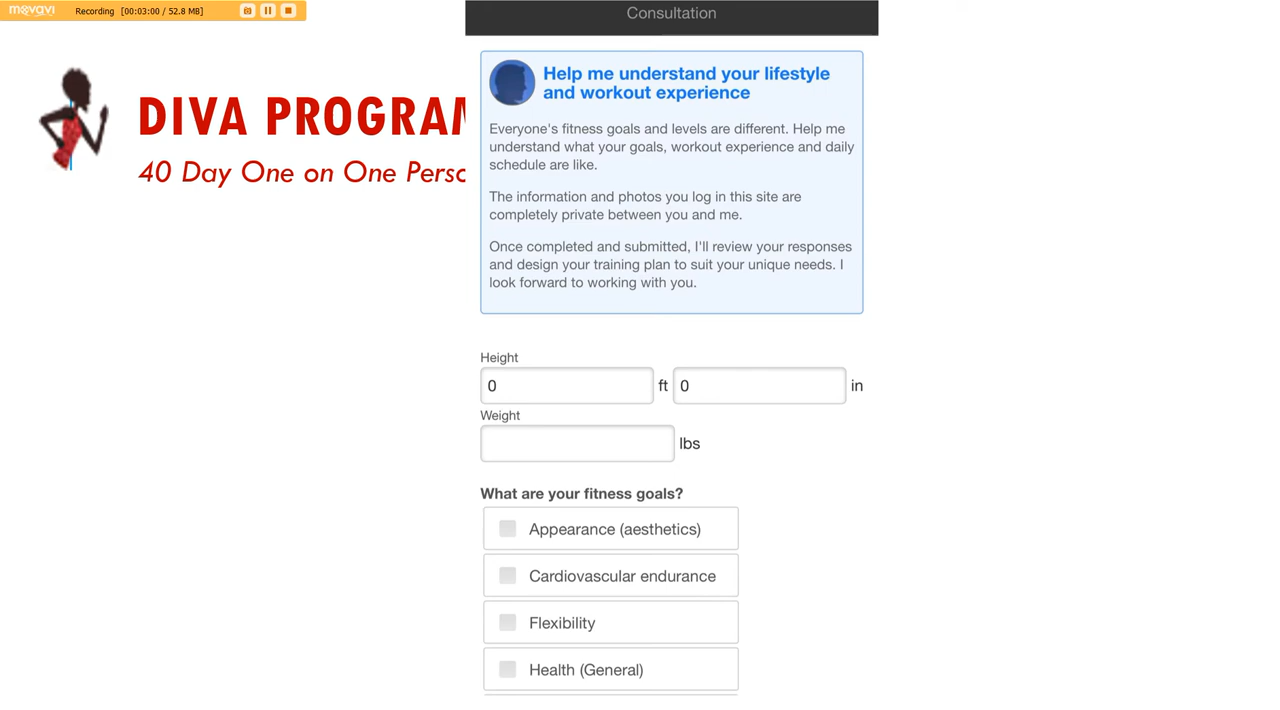 movavi
Recording [00:03:00 / 52.8 MB]
Consultation
DIVA PROGRAM
40 Day One on One Perso
Help me understand your lifestyle
and workout experience
Everyone's fitness goals and levels are different. Help me
understand what your goals, workout experience and daily
schedule are like.
The information and photos you log in this site are
completely private between you and me.
Once completed and submitted, I'll review your responses
and design your training plan to suit your unique needs. I
look forward to working with you.
Height
0 ft 0 in
Weight
lbs
What are your fitness goals?
Appearance (aesthetics)
Cardiovascular endurance
Flexibility
Health (General)